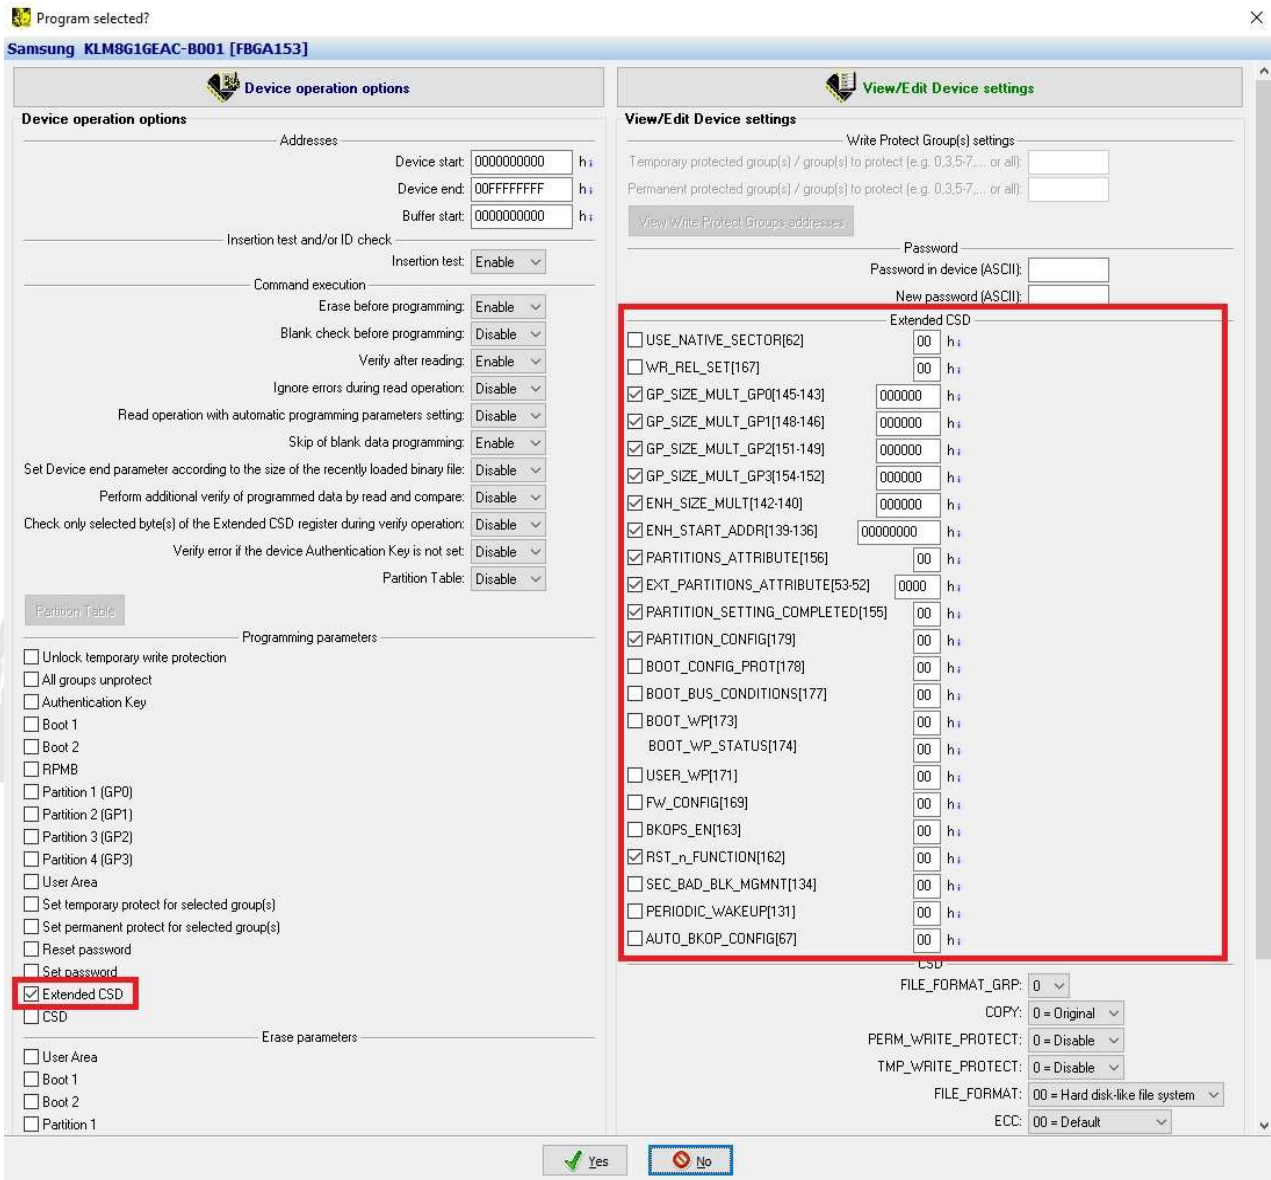 Program selected?
Samsung KLM8G1GEAC-B001 [FBGA153]
Device operation options
Device operation options
Addresses
Device start: 0000000000 h
Device end: 00FFFFFFFF h
Buffer start: 0000000000 h
Insertion test and/or ID check
Insertion test: Enable
Command execution
Erase before programming: Enable
Blank check before programming: Disable
Verify after reading: Enable
Ignore errors during read operation: Disable
Read operation with automatic programming parameters setting: Disable
Skip of blank data programming: Enable
Set Device end parameter according to the size of the recently loaded binary file: Disable
Perform additional verify of programmed data by read and compare: Disable
Check only selected byte(s) of the Extended CSD register during verify operation: Disable
Verify error if the device Authentication Key is not set: Disable
Partition Table: Disable
Partition Table
Programming parameters
Unlock temporary write protection
All groups unprotect
Authentication Key
Boot 1
Boot 2
RPMB
Partition 1 (GP0)
Partition 2 (GP1)
Partition 3 (GP2)
Partition 4 (GP3)
User Area
Set temporary protect for selected group(s)
Set permanent protect for selected group(s)
Reset password
Set password
Extended CSD
CSD
Erase parameters
User Area
Boot 1
Boot 2
Partition 1
View/Edit Device settings
View/Edit Device settings
Write Protect Group(s) settings
Temporary protected group(s) / group(s) to protect (e.g. 0,3,5-7,... or all):
Permanent protected group(s) / group(s) to protect (e.g. 0,3,5-7,... or all):
View Write Protect Groups addresses
Password
Password in device (ASCII):
New password (ASCII):
Extended CSD
USE_NATIVE_SECTOR[62] 00 h
WR_REL_SET[167] 00 h
GP_SIZE_MULT_GP0[145-143] 000000 h
GP_SIZE_MULT_GP1[148-146] 000000 h
GP_SIZE_MULT_GP2[151-149] 000000 h
GP_SIZE_MULT_GP3[154-152] 000000 h
ENH_SIZE_MULT[142-140] 000000 h
ENH_START_ADDR[139-136] 00000000 h
PARTITIONS_ATTRIBUTE[156] 00 h
EXT_PARTITIONS_ATTRIBUTE[53-52] 0000 h
PARTITION_SETTING_COMPLETED[155] 00 h
PARTITION_CONFIG[179] 00 h
BOOT_CONFIG_PROT[178] 00 h
BOOT_BUS_CONDITIONS[177] 00 h
BOOT_WP[173] 00 h
BOOT_WP_STATUS[174] 00 h
USER_WP[171] 00 h
FW_CONFIG[169] 00 h
BKOPS_EN[163] 00 h
RST_n_FUNCTION[162] 00 h
SEC_BAD_BLK_MGMNT[134] 00 h
PERIODIC_WAKEUP[131] 00 h
AUTO_BKOP_CONFIG[67] 00 h
CSD
FILE_FORMAT_GRP: 0
COPY: 0 = Original
PERM_WRITE_PROTECT: 0 = Disable
TMP_WRITE_PROTECT: 0 = Disable
FILE_FORMAT: 00 = Hard disk-like file system
ECC: 00 = Default
Yes
No